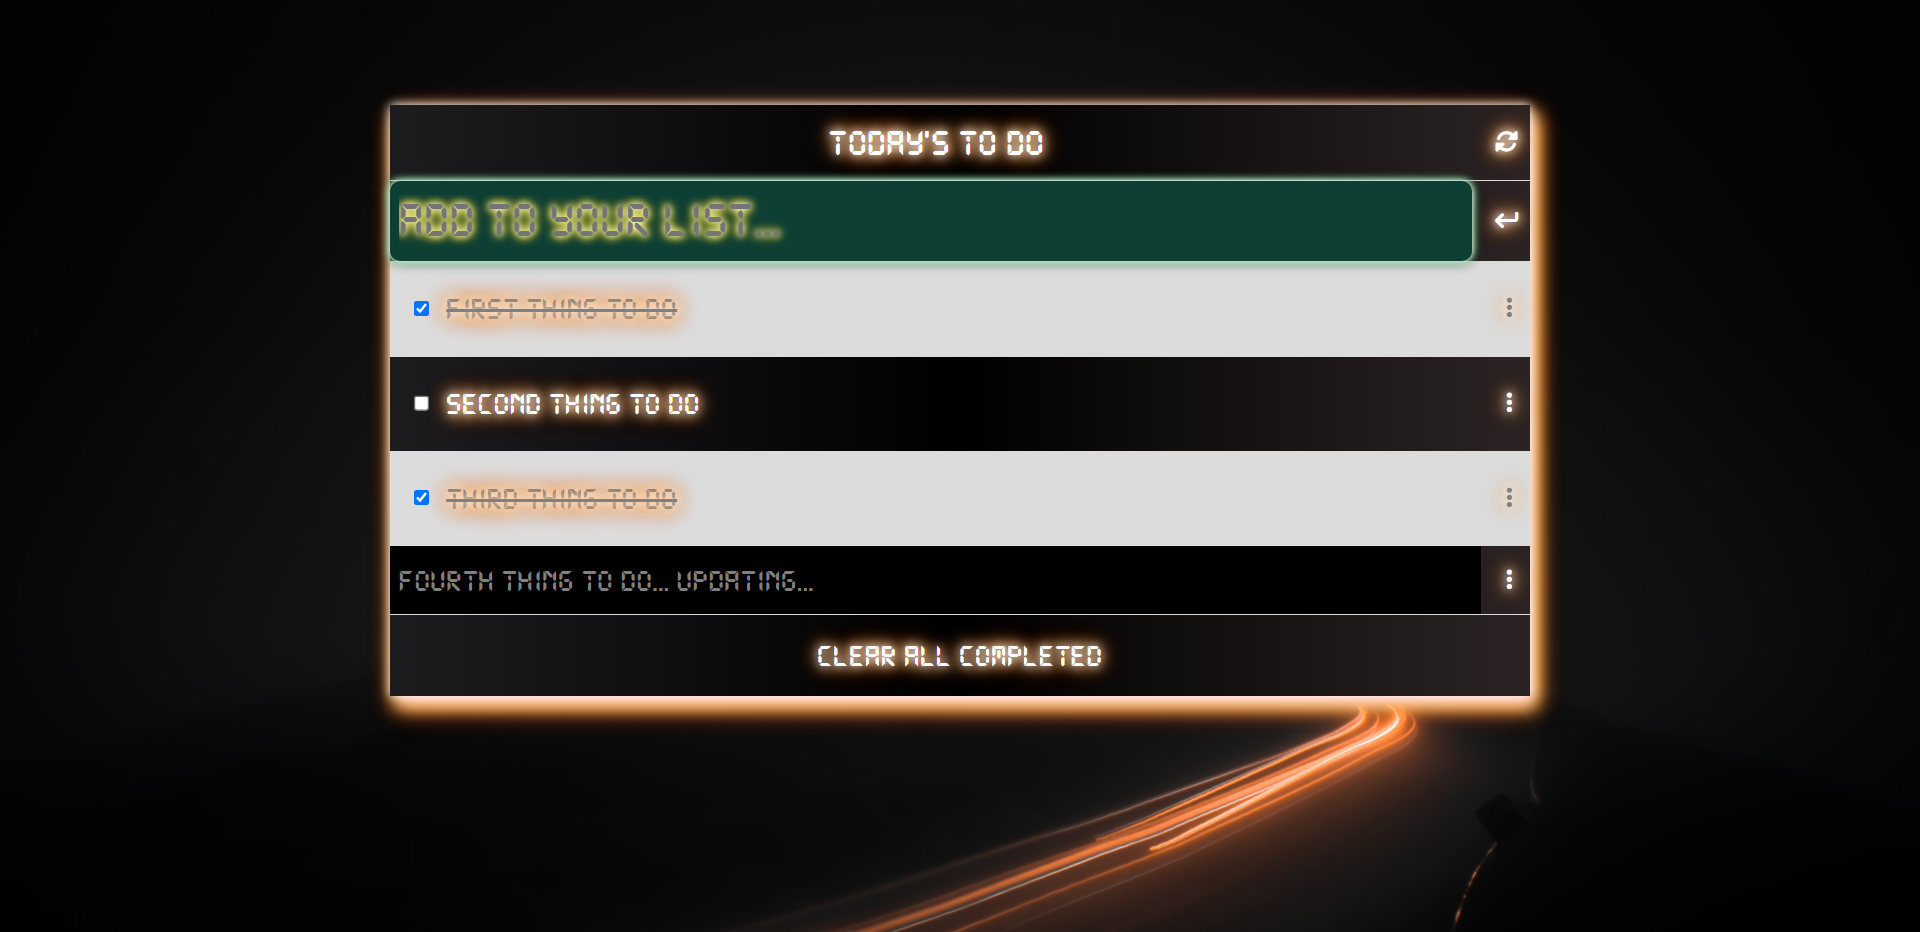 TODAY'S TO DO
ADD TO YOUR LIST...
FIRST THING TO DO
SECOND THING TO DO
THIRD THING TO DO
FOURTH THING TO DO... UPDATING...
CLEAR ALL COMPLETED